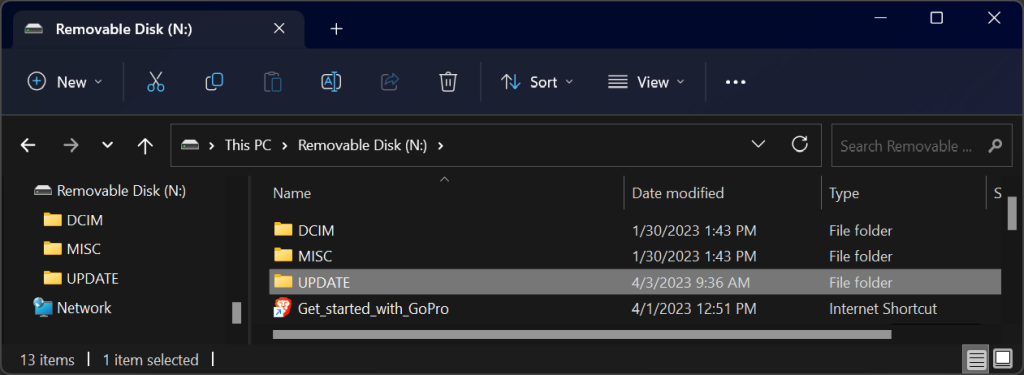 Removable Disk (N:)
New Sort View
This PC Removable Disk (N:) Search Removable ...
Removable Disk (N:)
DCIM
MISC
UPDATE
Network
Name Date modified Type S
DCIM 1/30/2023 1:43 PM File folder
MISC 1/30/2023 1:43 PM File folder
UPDATE 4/3/2023 9:36 AM File folder
Get_started_with_GoPro 4/1/2023 12:51 PM Internet Shortcut
13 items 1 item selected